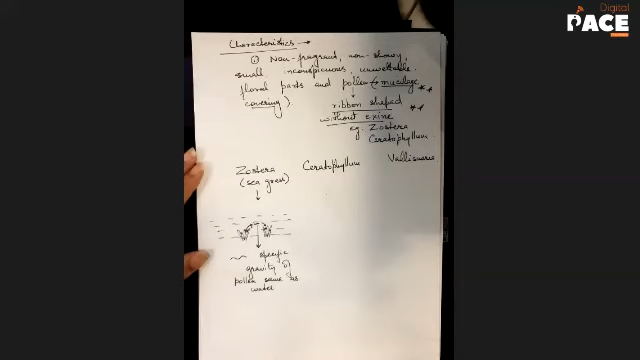 Digital
PACE
Characteristics →
① Non-fragrant, non-showy,
small inconspicuous, unwettable
floral parts and pollen (→ mucilage
covering). ↓ **
ribbon shaped
without exine **
eg Zostera
Ceratophyllum
Zostera Ceratophyllum Vallisneria
(sea grass)
↓
specific
gravity of
pollen same as
water